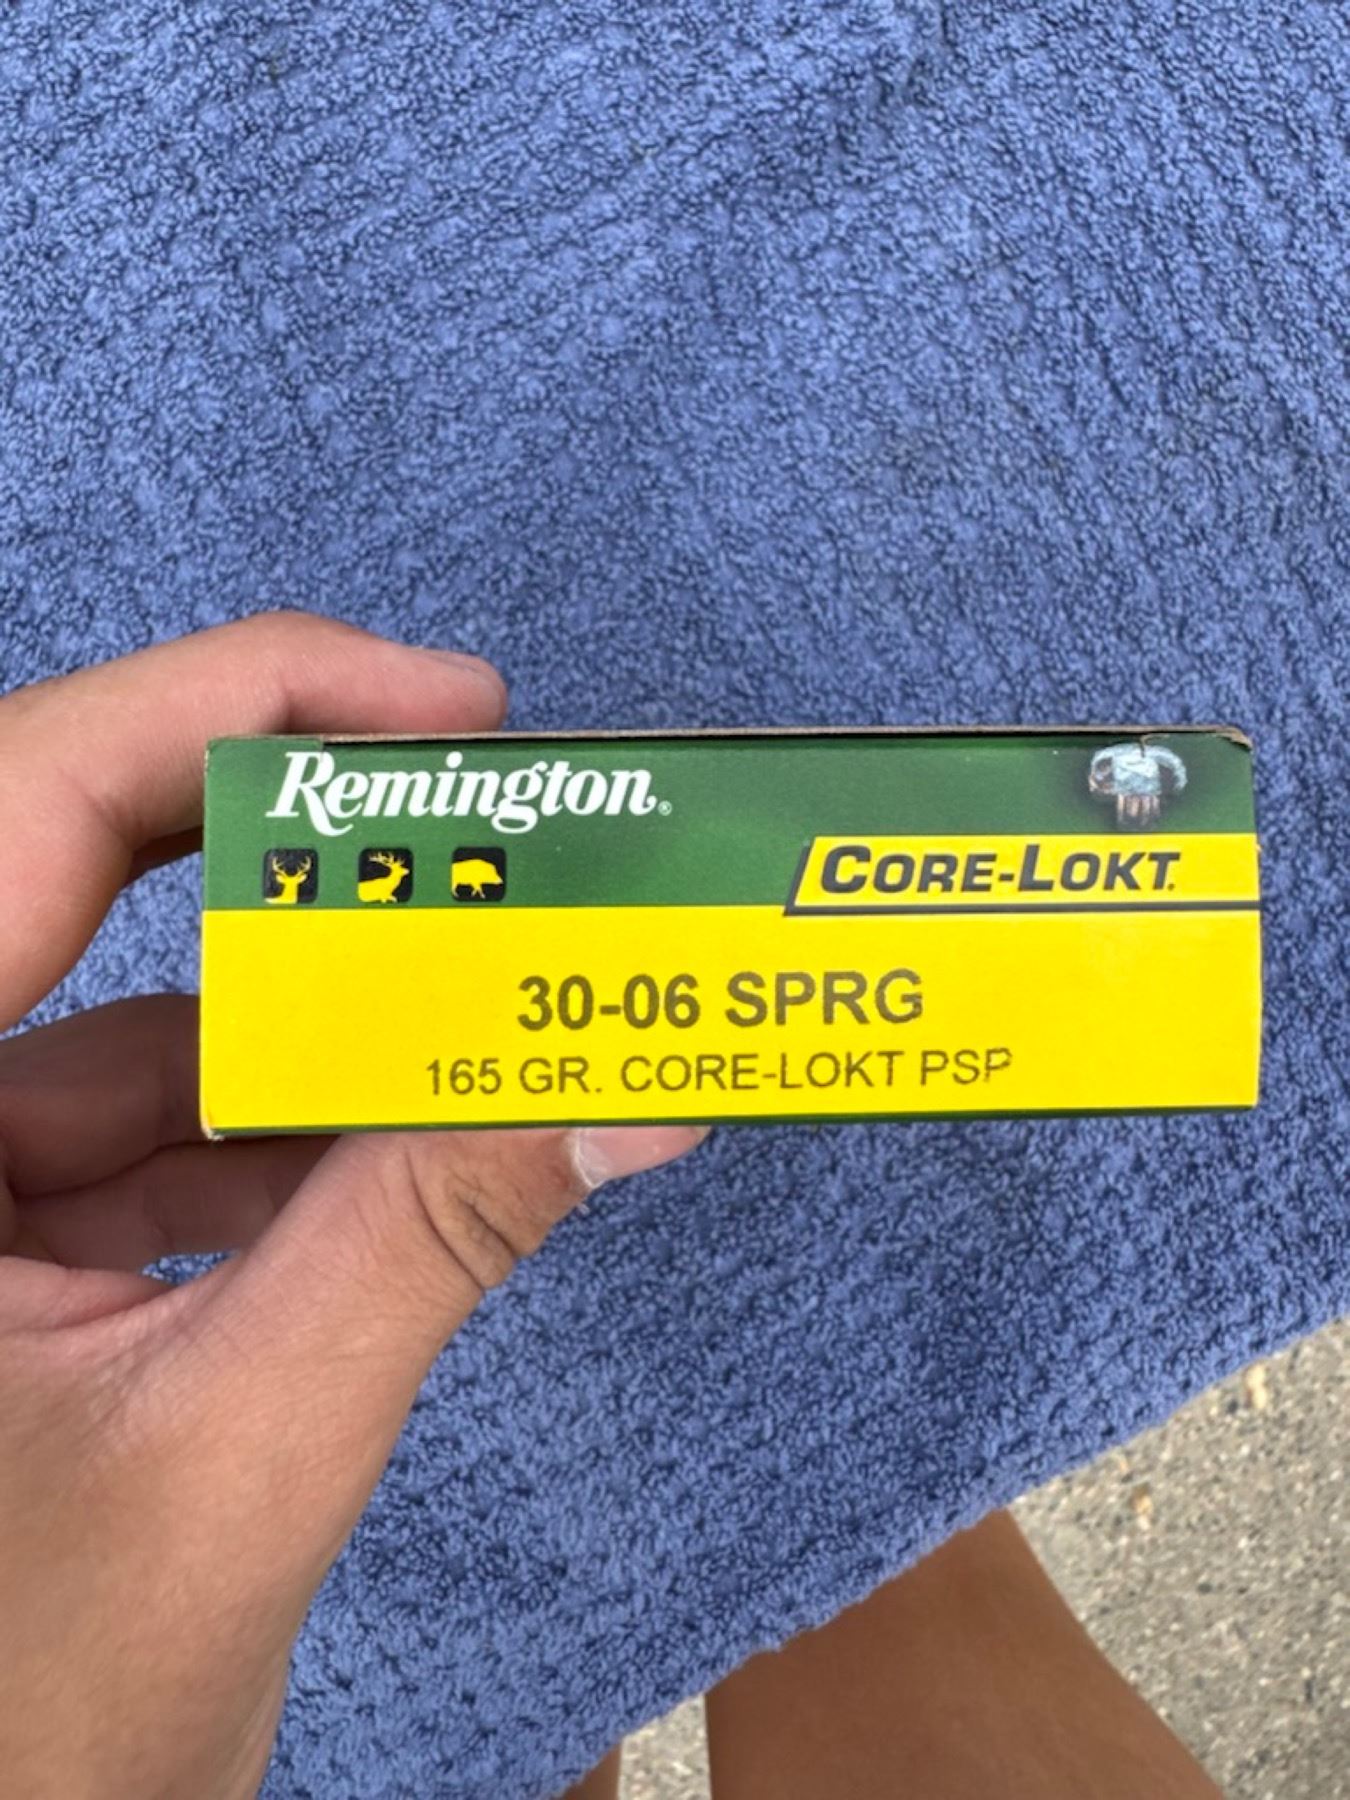 Remington®
CORE-LOKT®
30-06 SPRG
165 GR. CORE-LOKT PSP